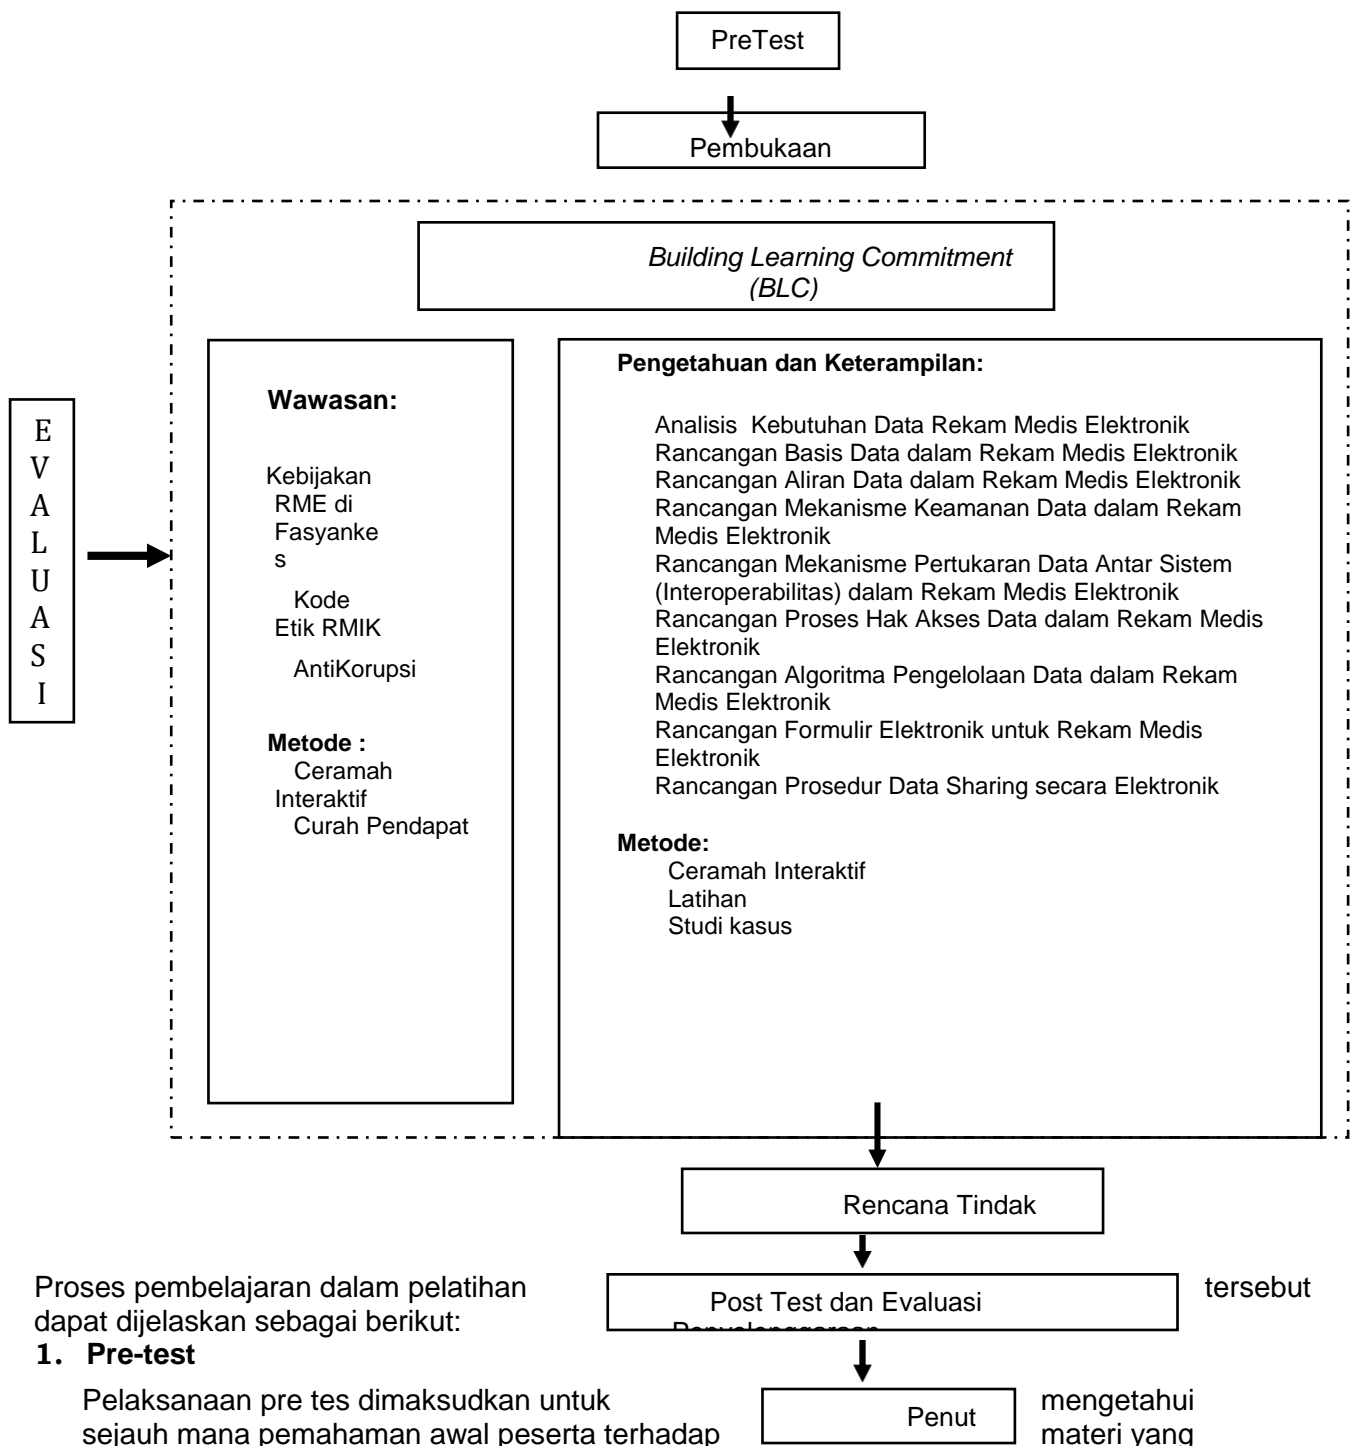 PreTest
Pembukaan
Building Learning Commitment
(BLC)
E
V
A
L
U
A
S
I
Wawasan:
Kebijakan
RME di
Fasyanke
s
Kode
Etik RMIK
AntiKorupsi
Metode :
Ceramah
Interaktif
Curah Pendapat
Pengetahuan dan Keterampilan:
Analisis Kebutuhan Data Rekam Medis Elektronik
Rancangan Basis Data dalam Rekam Medis Elektronik
Rancangan Aliran Data dalam Rekam Medis Elektronik
Rancangan Mekanisme Keamanan Data dalam Rekam
Medis Elektronik
Rancangan Mekanisme Pertukaran Data Antar Sistem
(Interoperabilitas) dalam Rekam Medis Elektronik
Rancangan Proses Hak Akses Data dalam Rekam Medis
Elektronik
Rancangan Algoritma Pengelolaan Data dalam Rekam
Medis Elektronik
Rancangan Formulir Elektronik untuk Rekam Medis
Elektronik
Rancangan Prosedur Data Sharing secara Elektronik
Metode:
Ceramah Interaktif
Latihan
Studi kasus
Rencana Tindak
Post Test dan Evaluasi
Penyelenggaraan
Penut
Proses pembelajaran dalam pelatihan tersebut
dapat dijelaskan sebagai berikut:
1. Pre-test
Pelaksanaan pre tes dimaksudkan untuk mengetahui
sejauh mana pemahaman awal peserta terhadap materi yang